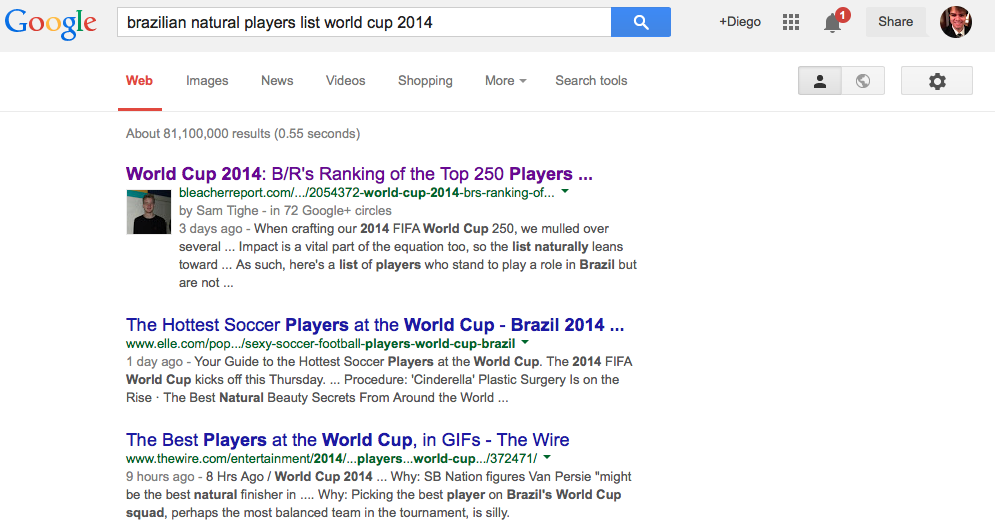 Google brazilian natural players list world cup 2014 +Diego 1 Share
Web Images News Videos Shopping More Search tools
About 81,100,000 results (0.55 seconds)
World Cup 2014: B/R's Ranking of the Top 250 Players ...
bleacherreport.com/.../2054372-world-cup-2014-brs-ranking-of...
by Sam Tighe - in 72 Google+ circles
3 days ago - When crafting our 2014 FIFA World Cup 250, we mulled over
several ... Impact is a vital part of the equation too, so the list naturally leans
toward ... As such, here's a list of players who stand to play a role in Brazil but
are not ...
The Hottest Soccer Players at the World Cup - Brazil 2014 ...
www.elle.com/pop.../sexy-soccer-football-players-world-cup-brazil
1 day ago - Your Guide to the Hottest Soccer Players at the World Cup. The 2014 FIFA
World Cup kicks off this Thursday. ... Procedure: 'Cinderella' Plastic Surgery Is on the
Rise · The Best Natural Beauty Secrets From Around the World ...
The Best Players at the World Cup, in GIFs - The Wire
www.thewire.com/entertainment/2014/...players...world-cup.../372471/
9 hours ago - 8 Hrs Ago / World Cup 2014 ... Why: SB Nation figures Van Persie "might
be the best natural finisher in .... Why: Picking the best player on Brazil's World Cup
squad, perhaps the most balanced team in the tournament, is silly.